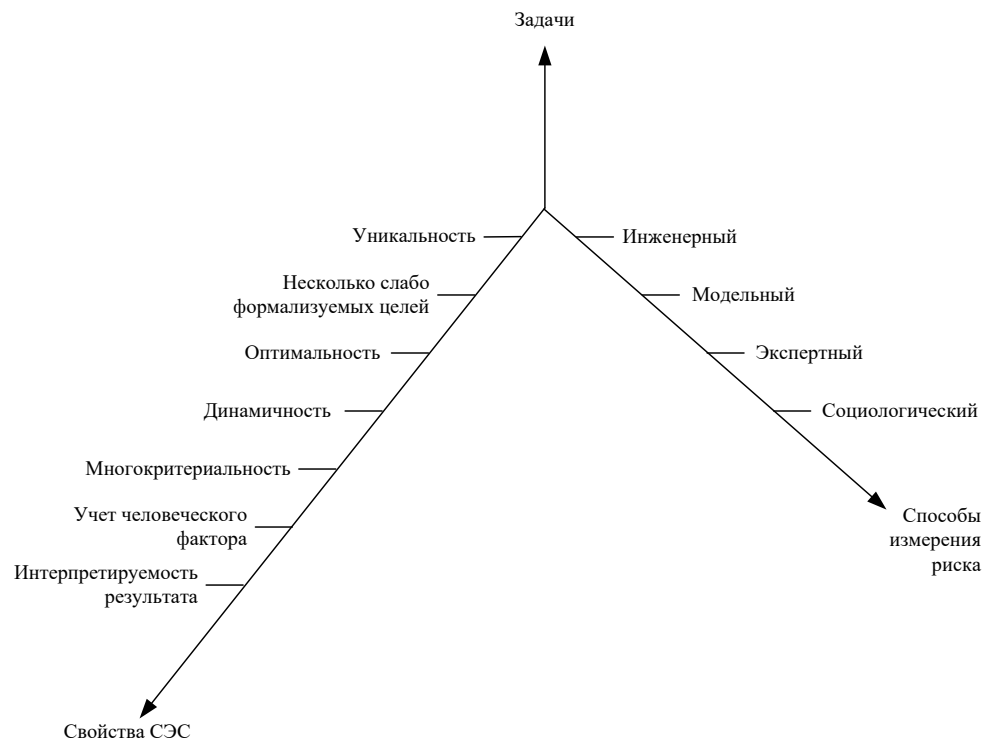 Задачи
Уникальность
Инженерный
Несколько слабо
формализуемых целей
Модельный
Оптимальность
Экспертный
Динамичность
Социологический
Многокритериальность
Учет человеческого
фактора
Способы
измерения
риска
Интерпретируемость
результата
Свойства СЭС